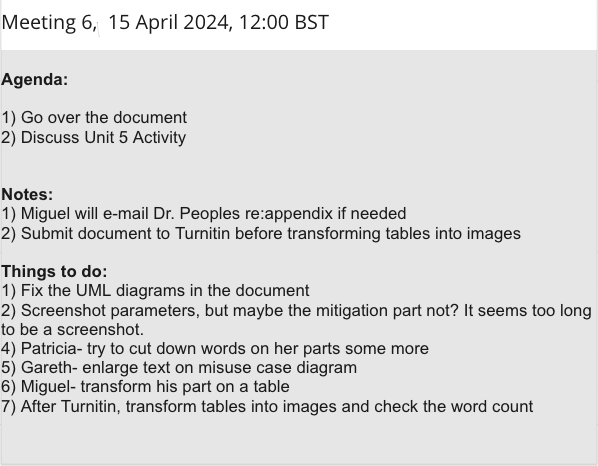 Meeting 6,  15 April 2024, 12:00 BST
Agenda:
1) Go over the document
2) Discuss Unit 5 Activity
Notes:
1) Miguel will e-mail Dr. Peoples re:appendix if needed
2) Submit document to Turnitin before transforming tables into images
Things to do:
1) Fix the UML diagrams in the document
2) Screenshot parameters, but maybe the mitigation part not? It seems too long
to be a screenshot.
4) Patricia- try to cut down words on her parts some more
5) Gareth- enlarge text on misuse case diagram
6) Miguel- transform his part on a table
7) After Turnitin, transform tables into images and check the word count